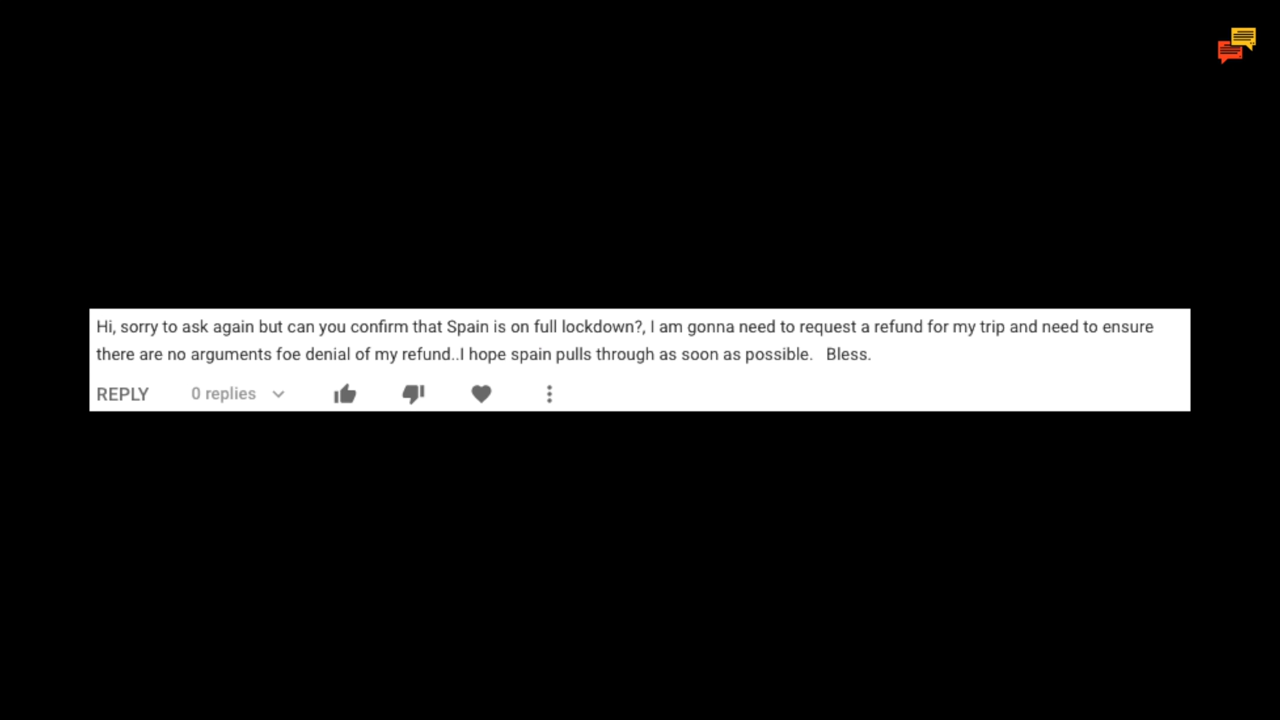 Hi, sorry to ask again but can you confirm that Spain is on full lockdown?, I am gonna need to request a refund for my trip and need to ensure
there are no arguments foe denial of my refund..I hope spain pulls through as soon as possible.   Bless.
REPLY 0 replies